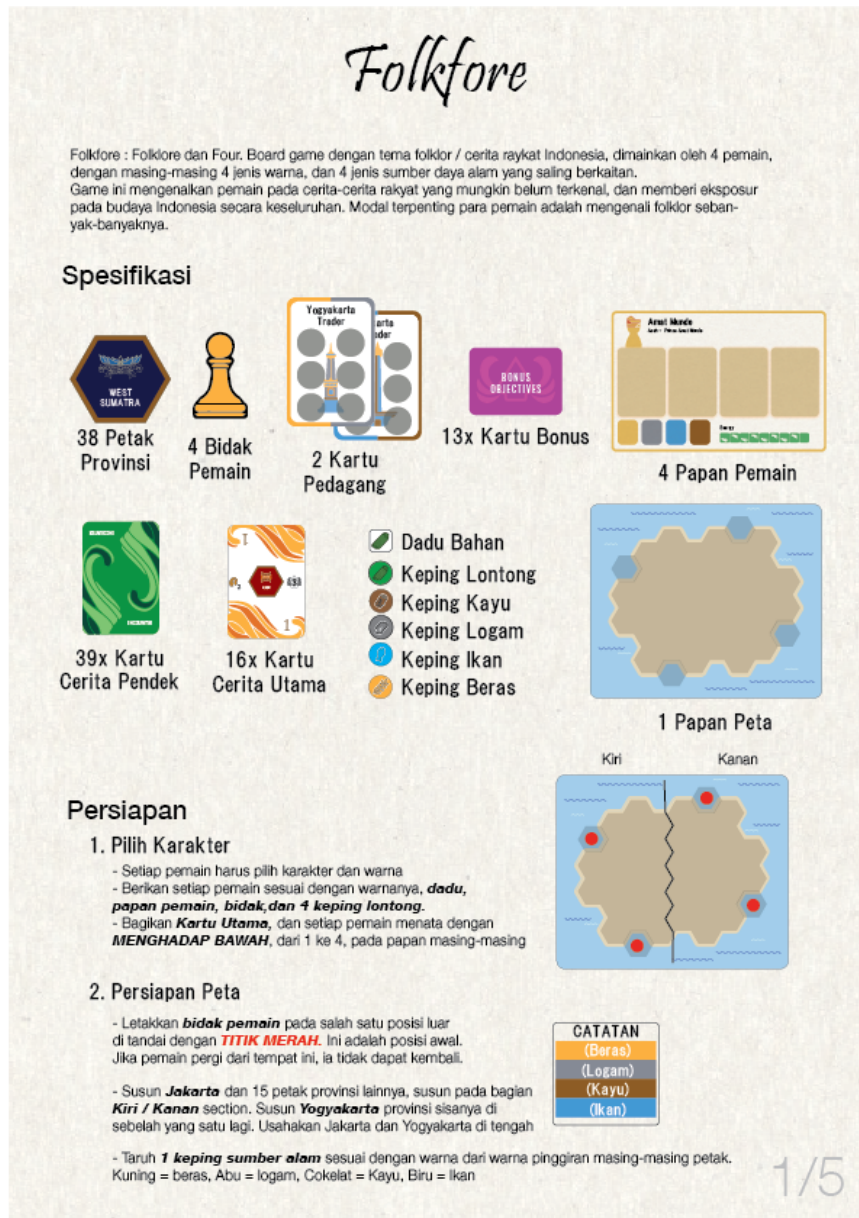 Folkfore
Folkfore : Folklore dan Four. Board game dengan tema folklor / cerita raykat Indonesia, dimainkan oleh 4 pemain,
dengan masing-masing 4 jenis warna, dan 4 jenis sumber daya alam yang saling berkaitan.
Game ini mengenalkan pemain pada cerita-cerita rakyat yang mungkin belum terkenal, dan memberi eksposur
pada budaya Indonesia secara keseluruhan. Modal terpenting para pemain adalah mengenali folklor seban-
yak-banyaknya.
Spesifikasi
WEST
SUMATRA
38 Petak
Provinsi
4 Bidak
Pemain
Yogyakarta
Trader
2 Kartu
Pedagang
BONUS
OBJECTIVES
13x Kartu Bonus
Amat Mude
4 Papan Pemain
39x Kartu
Cerita Pendek
1
1
16x Kartu
Cerita Utama
Dadu Bahan
Keping Lontong
Keping Kayu
Keping Logam
Keping Ikan
Keping Beras
1 Papan Peta
Kiri
Kanan
Persiapan
1. Pilih Karakter
- Setiap pemain harus pilih karakter dan warna
- Berikan setiap pemain sesuai dengan warnanya, dadu,
papan pemain, bidak,dan 4 keping lontong.
- Bagikan Kartu Utama, dan setiap pemain menata dengan
MENGHADAP BAWAH, dari 1 ke 4, pada papan masing-masing
2. Persiapan Peta
- Letakkan bidak pemain pada salah satu posisi luar
di tandai dengan TITIK MERAH. Ini adalah posisi awal.
Jika pemain pergi dari tempat ini, ia tidak dapat kembali.
- Susun Jakarta dan 15 petak provinsi lainnya, susun pada bagian
Kiri / Kanan section. Susun Yogyakarta provinsi sisanya di
sebelah yang satu lagi. Usahakan Jakarta dan Yogyakarta di tengah
CATATAN
(Beras)
(Logam)
(Kayu)
(Ikan)
- Taruh 1 keping sumber alam sesuai dengan warna dari warna pinggiran masing-masing petak.
Kuning = beras, Abu = logam, Cokelat = Kayu, Biru = Ikan
1/5